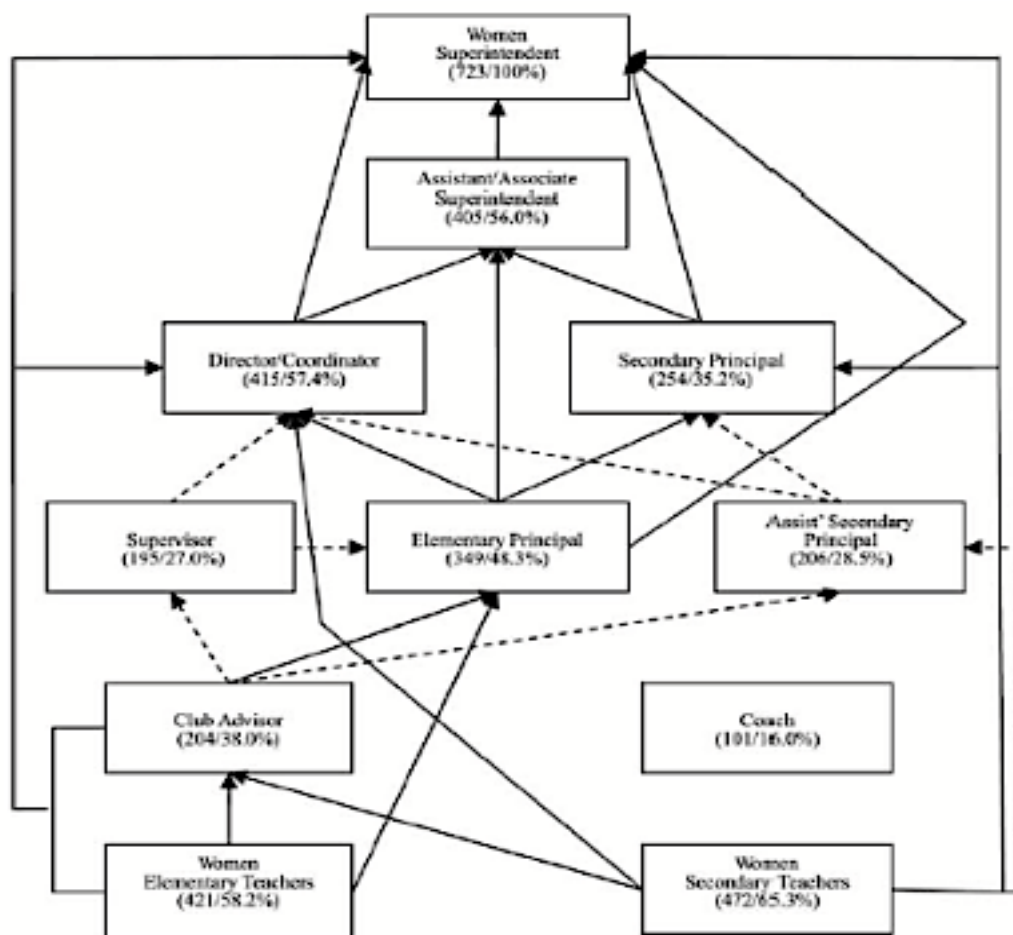 Women
Superintendent
(723/100%)
Assistant/Associate
Superintendent
(405/56.0%)
Director/Coordinator
(415/57.4%)
Secondary Principal
(254/35.2%)
Supervisor
(195/27.0%)
Elementary Principal
(349/48.3%)
Assist' Secondary
Principal
(206/28.5%)
Club Advisor
(204/38.0%)
Coach
(101/16.0%)
Women
Elementary Teachers
(421/58.2%)
Women
Secondary Teachers
(472/65.3%)